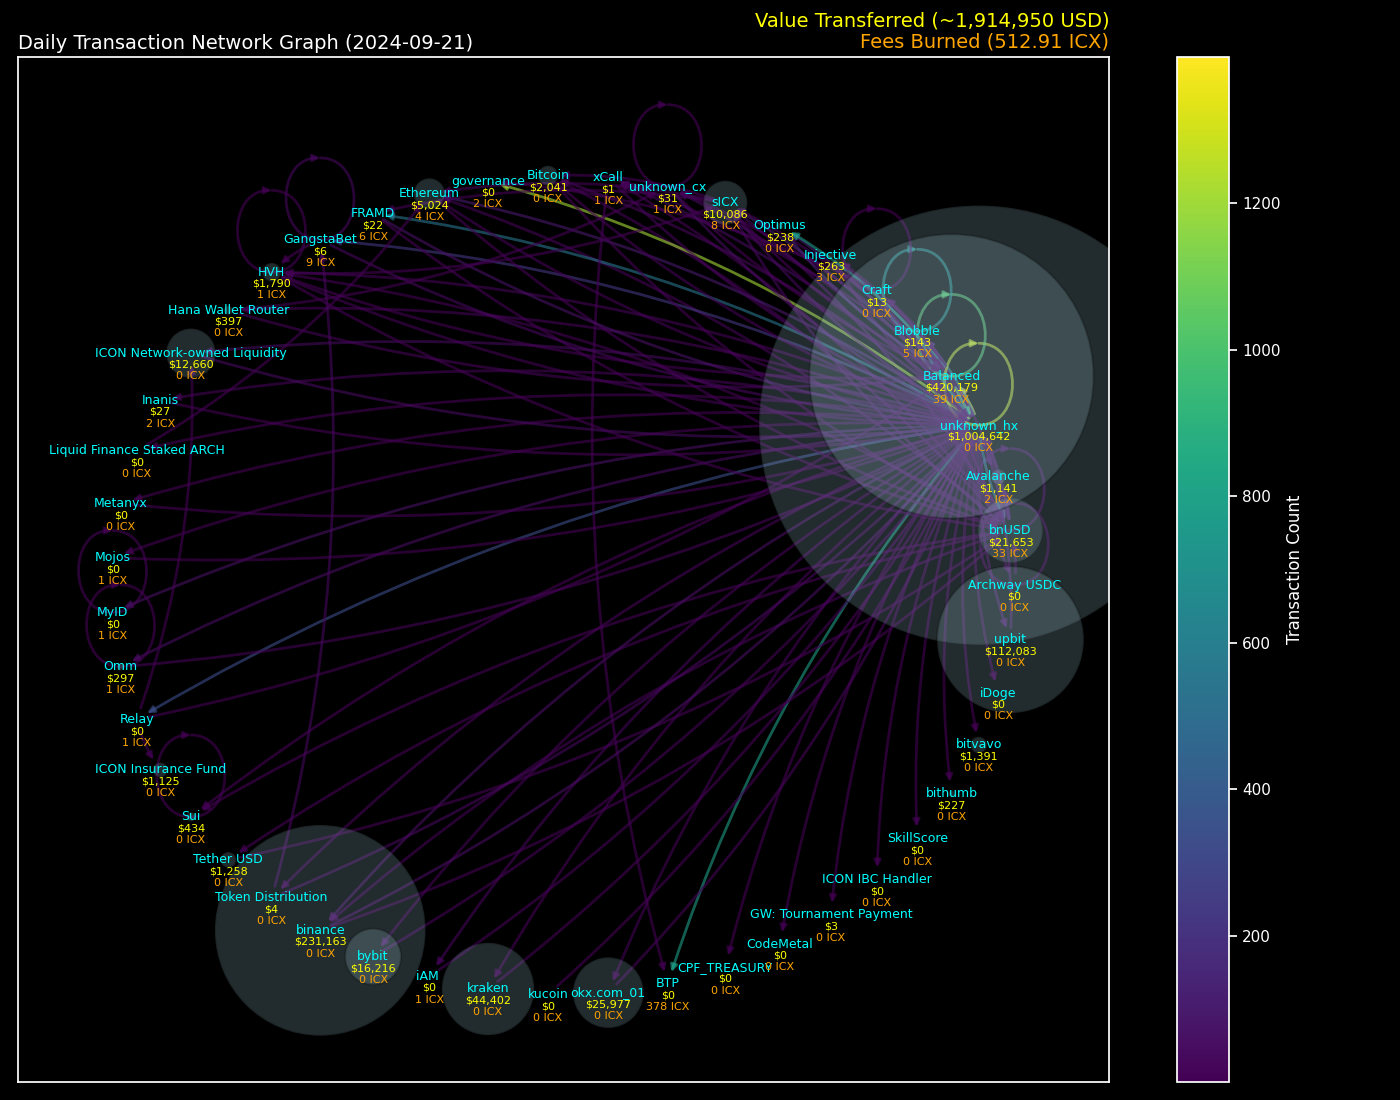 Value Transferred (~1,914,950 USD)
Daily Transaction Network Graph (2024-09-21)
Fees Burned (512.91 ICX)
xCall
$1
1 ICX
Bitcoin
$2,041
0 ICX
governance
$0
2 ICX
Ethereum
$5,024
4 ICX
FRAMD
$22
6 ICX
GangstaBet
$6
9 ICX
HVH
$1,790
1 ICX
Hana Wallet Router
$397
0 ICX
ICON Network-owned Liquidity
$12,660
0 ICX
Inanis
$27
2 ICX
Liquid Finance Staked ARCH
$0
0 ICX
Metanyx
$0
0 ICX
Mojos
$0
1 ICX
MyID
$0
1 ICX
Omm
$297
1 ICX
Relay
$0
1 ICX
ICON Insurance Fund
$1,125
0 ICX
Sui
$434
0 ICX
Tether USD
$1,258
0 ICX
Token Distribution
$4
0 ICX
binance
$231,163
0 ICX
bybit
$16,216
0 ICX
iAM
$0
1 ICX
kraken
$44,402
0 ICX
kucoin
$0
0 ICX
okx.com_01
$25,977
0 ICX
BTP
$0
378 ICX
CPF_TREASURY
$0
0 ICX
CodeMetal
$0
ICX
GW: Tournament Payment
$3
0 ICX
ICON IBC Handler
$0
0 ICX
SkillScore
$0
0 ICX
bithumb
$227
0 ICX
bitvavo
$1,391
0 ICX
iDoge
$0
0 ICX
upbit
$112,083
0 ICX
Archway USDC
$0
0 ICX
bnUSD
$21,653
33 ICX
Avalanche
$1,141
2 ICX
unknown_hx
$1,004,642
0 ICX
Balanced
$420,179
39 ICX
Blobble
$143
5 ICX
Craft
$13
0 ICX
Injective
$263
3 ICX
Optimus
$238
0 ICX
sICX
$10,086
8 ICX
unknown_cx
$31
1 ICX
1200
1000
800
600
400
200
Transaction Count